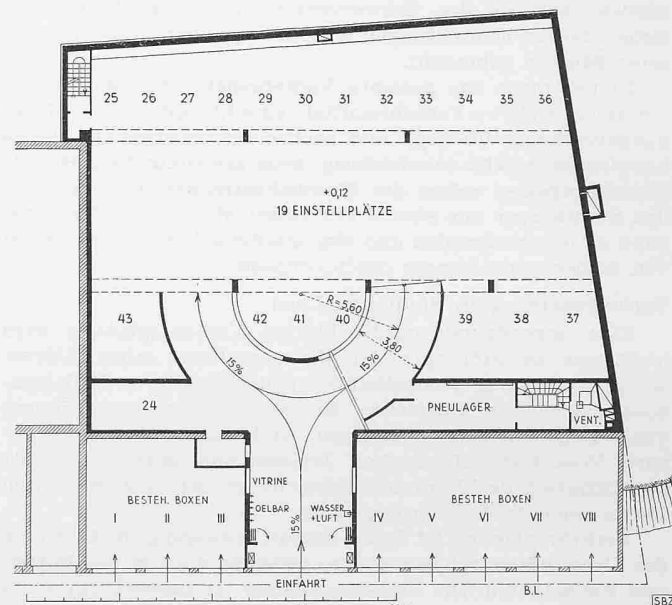 25 26 27 28 29 30 31 32 33 34 35 36
+0,12
19 EINSTELLPLÄTZE
R=5,60
43 42 41 40 39 38 37
3,80
15% 15%
24
PNEULAGER
VENT.
VITRINE
BESTEH. BOXEN OELBAR WASSER BESTEH. BOXEN
+LUFT
I II III IV V VI VII VIII
15%
EINFAHRT B.L.
SBZ